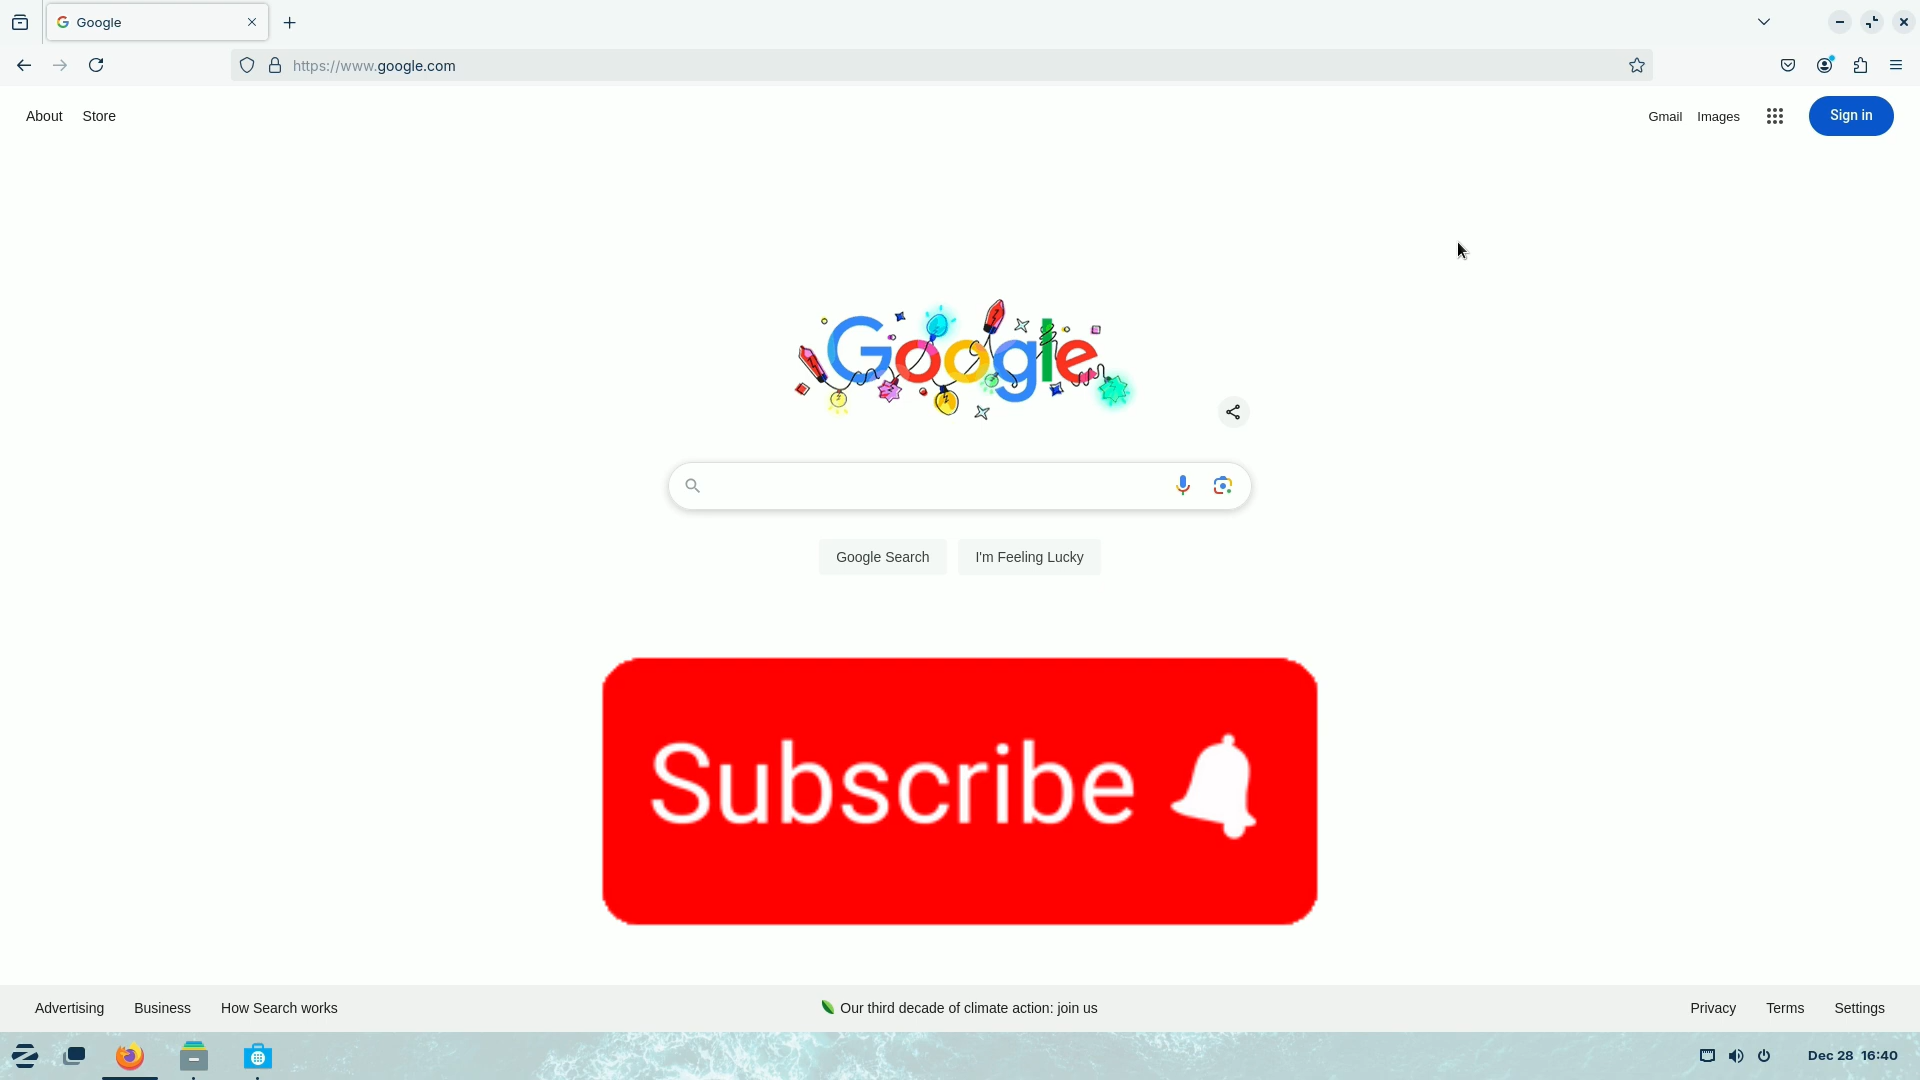 Google
https://www.google.com
About Store
Gmail Images Sign in
Google
Google Search I'm Feeling Lucky
Subscribe
Advertising Business How Search works
Our third decade of climate action: join us
Privacy Terms Settings
Dec 28 16:40